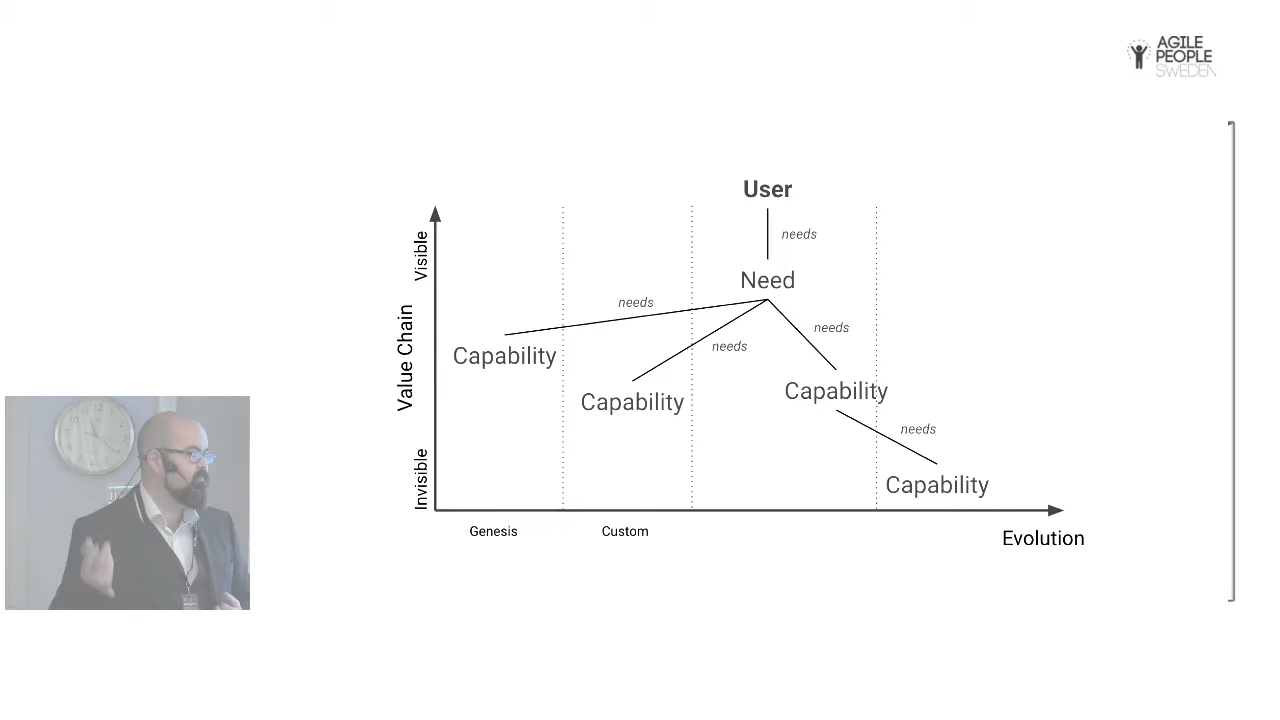 AGILE
PEOPLE
SWEDEN
User
needs
Need
needs
needs
needs
Capability
Capability
Capability
needs
Capability
Visible
Value Chain
Invisible
Genesis
Custom
Evolution